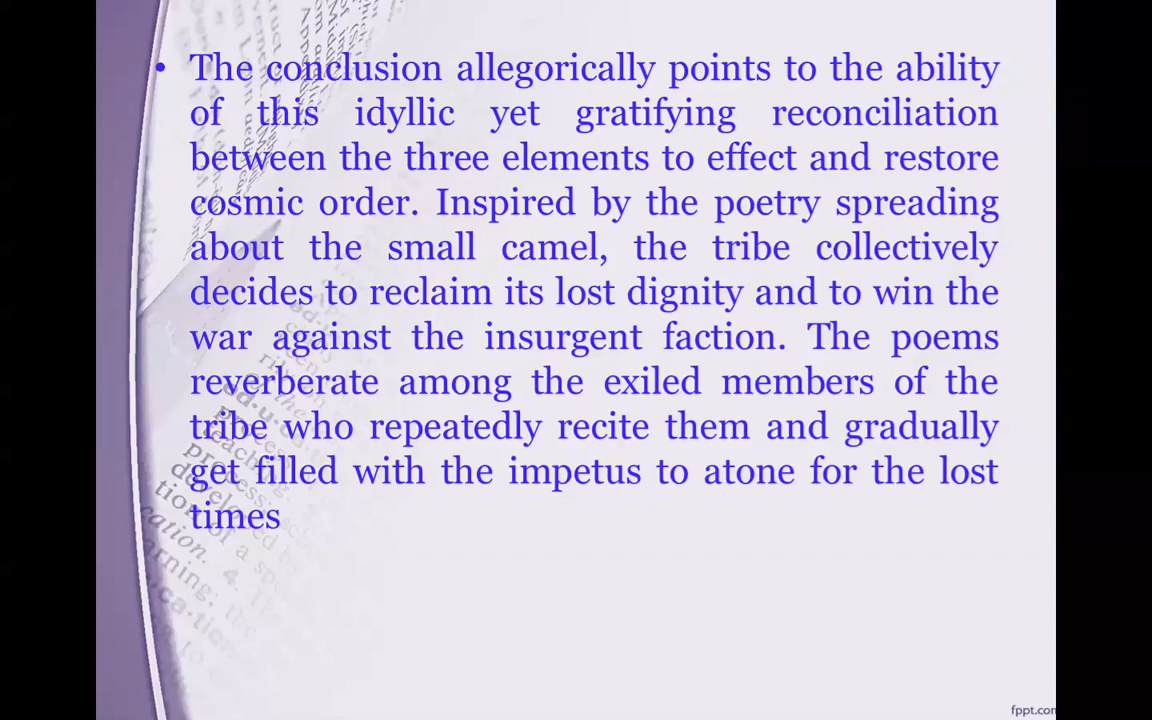 • The conclusion allegorically points to the ability
of this idyllic yet gratifying reconciliation
between the three elements to effect and restore
cosmic order. Inspired by the poetry spreading
about the small camel, the tribe collectively
decides to reclaim its lost dignity and to win the
war against the insurgent faction. The poems
reverberate among the exiled members of the
tribe who repeatedly recite them and gradually
get filled with the impetus to atone for the lost
times
fppt.com